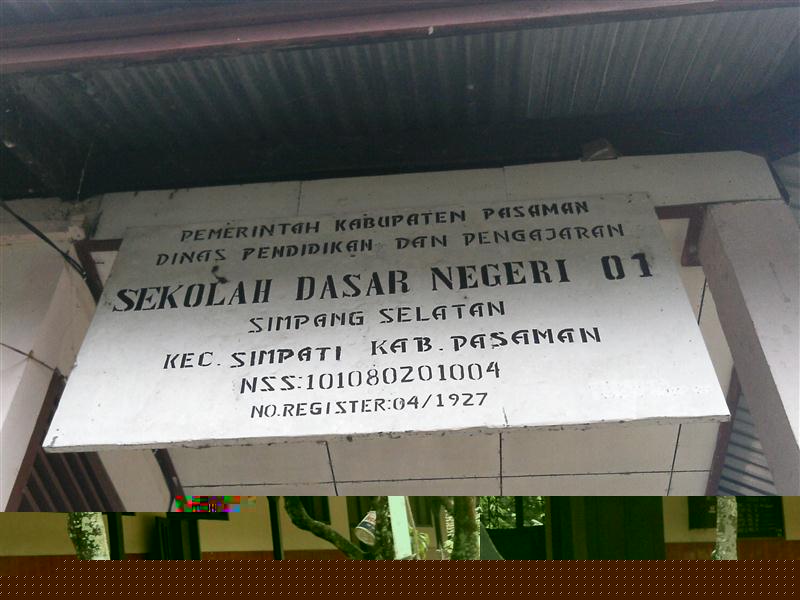 PEMERINTAH KABUPATEN PASAMAN
DINAS PENDIDIKAN DAN PENGAJARAN
SEKOLAH DASAR NEGERI 01
SIMPANG SELATAN
KEC. SIMPATI KAB. PASAMAN
NSS:101080201004
NO.REGISTER:04/1927